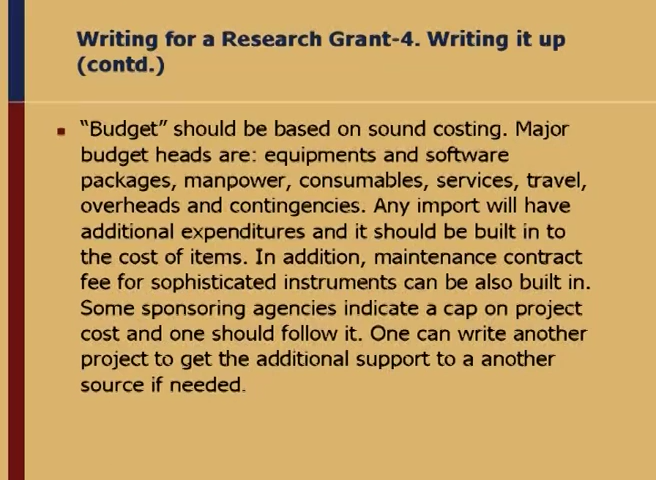 Writing for a Research Grant-4. Writing it up
(contd.)
"Budget" should be based on sound costing. Major
budget heads are: equipments and software
packages, manpower, consumables, services, travel,
overheads and contingencies. Any import will have
additional expenditures and it should be built in to
the cost of items. In addition, maintenance contract
fee for sophisticated instruments can be also built in.
Some sponsoring agencies indicate a cap on project
cost and one should follow it. One can write another
project to get the additional support to a another
source if needed.